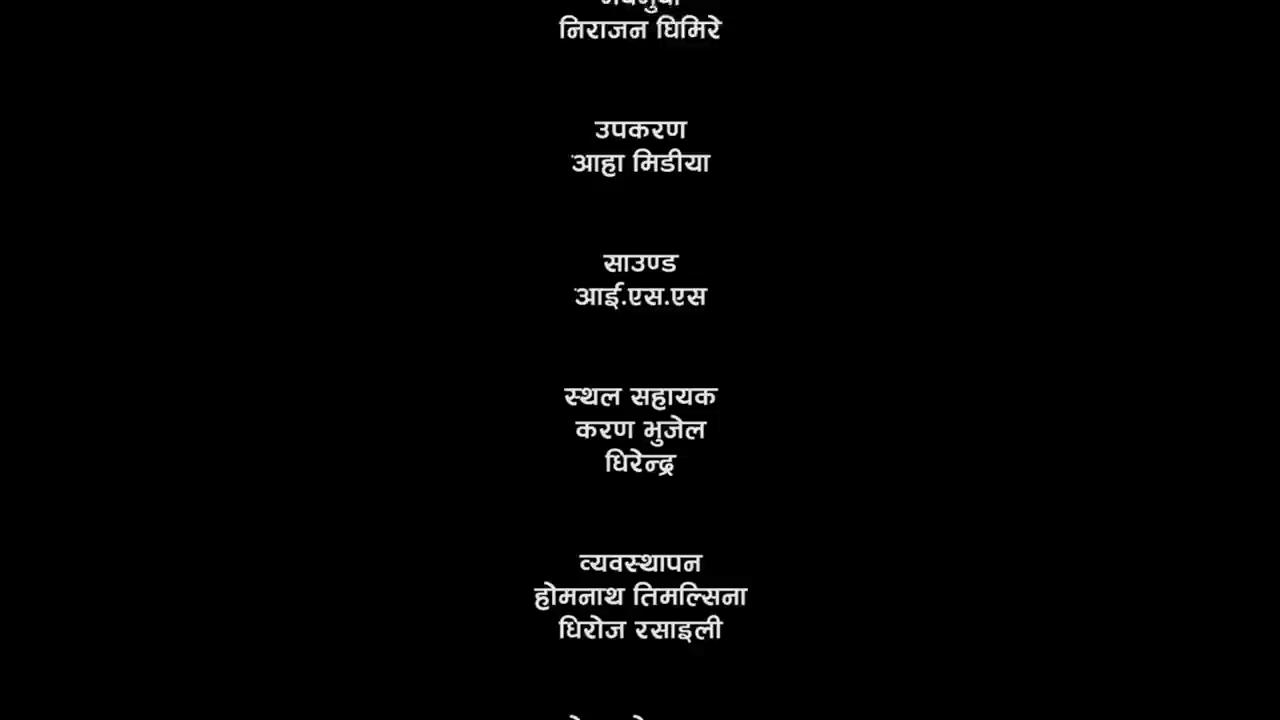 निराजन घिमिरे
उपकरण
आहा मिडीया
साउण्ड
आई.एस.एस
स्थल सहायक
करण भुजेल
धिरेन्द्र
व्यवस्थापन
होमनाथ तिमल्सिना
धिरोज रसाइली